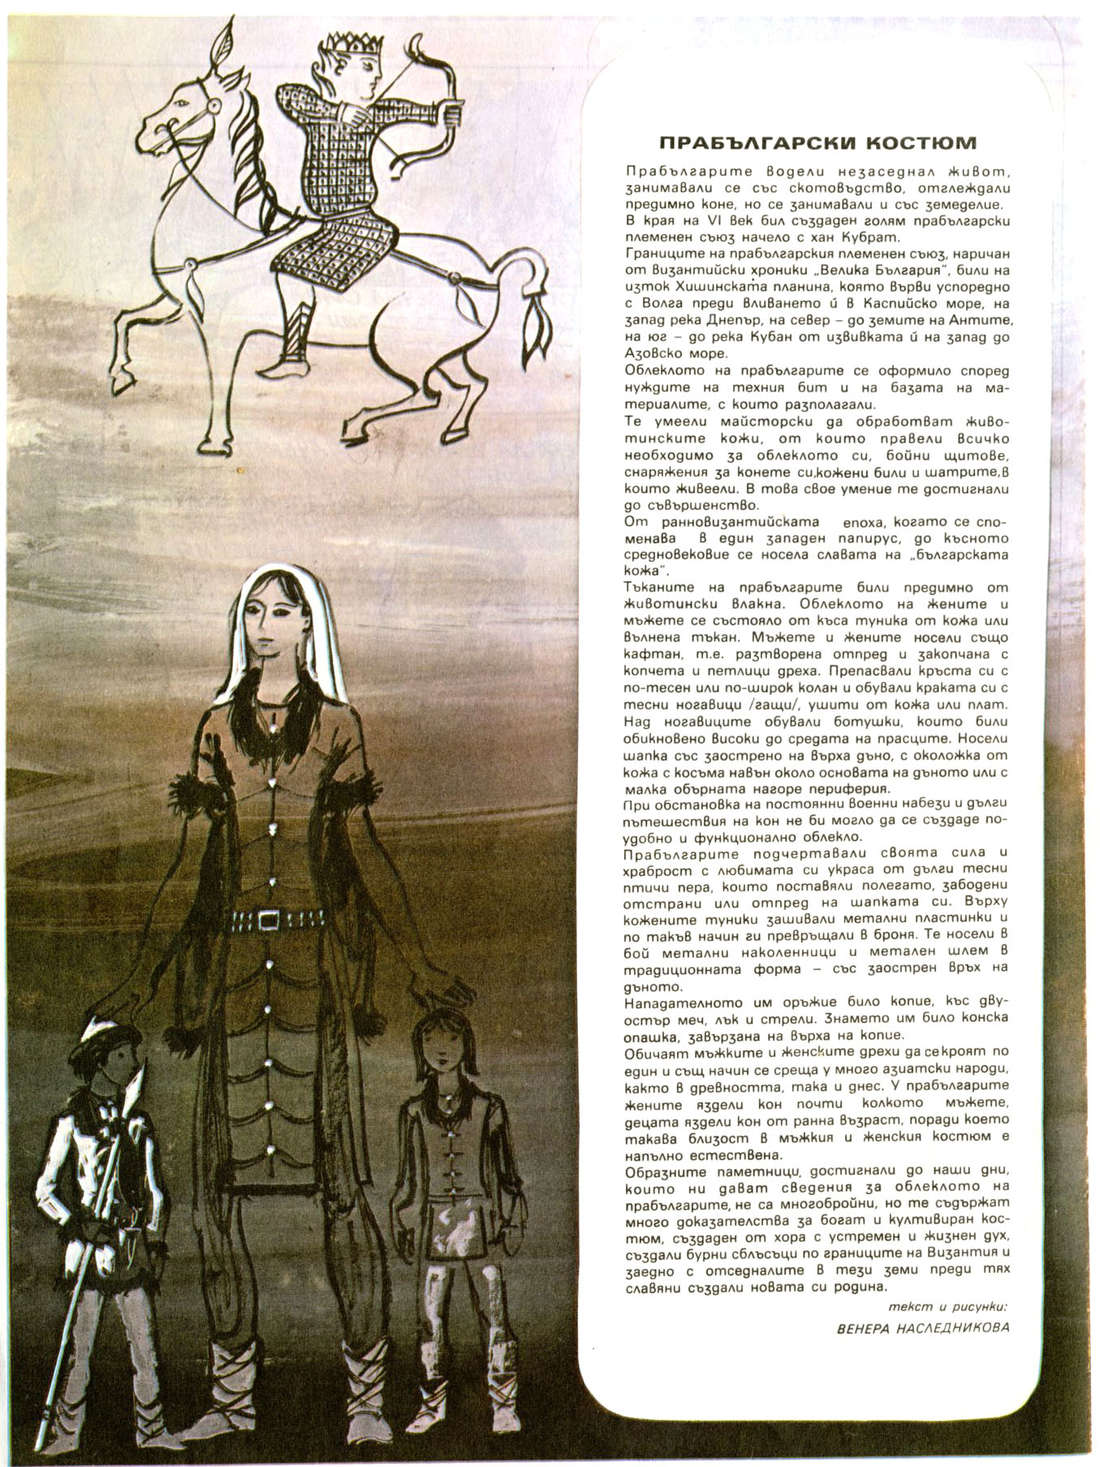 ПРАБЪЛГАРСКИ КОСТЮМ
Прабългарите водели незаседнал живот,
занимавали се със скотовъдство, отглеждали
предимно коне, но се занимавали и със земеделие.
В края на VI век бил създаден голям прабългарски
племенен съюз начело с хан Кубрат.
Границите на прабългарския племенен съюз, наричан
от византийски хроники „Велика България“, били на
изток Хишинската планина, която върви успоредно
с Волга преди вливането ѝ в Каспийско море, на
запад река Днепър, на север – до земите на Антите,
на юг – до река Кубан от извивката ѝ на запад до
Азовско море.
Облеклото на прабългарите се оформило според
нуждите на техния бит и на базата на ма-
териалите, с които разполагали.
Те умеели майсторски да обработват живо-
тинските кожи, от които правели всичко
необходимо за облеклото си, бойни щитове,
снаряжения за конете си,кожени били и шатрите,в
които живеели. В това свое умение те достигнали
до съвършенство.
От ранновизантийската епоха, когато се спо-
менава в един западен папирус, до късното
средновековие се носела славата на „българската
кожа“.
Тъканите на прабългарите били предимно от
животински влакна. Облеклото на жените и
мъжете се състояло от къса туника от кожа или
вълнена тъкан. Мъжете и жените носели също
кафтан, т.е. разтворена отпред и закопчана с
копчета и петлици дреха. Препасвали кръста си с
по-тесен или по-широк колан и обували краката си с
тесни ногавици /гащи/, ушити от кожа или плат.
Над ногавиците обували ботушки, които били
обикновено високи до средата на прасците. Носели
шапка със заострено на върха дъно, с околожка от
кожа с косъма навън около основата на дъното или с
малка обърната нагоре периферия.
При обстановка на постоянни военни набези и дълги
пътешествия на кон не би могло да се създаде по-
удобно и функционално облекло.
Прабългарите подчертавали своята сила и
храброст с любимата си украса от дълги тесни
птичи пера, които поставяли полегато, забодени
отстрани или отпред на шапката си. Върху
кожените туники зашивали метални пластинки и
по такъв начин ги превръщали в броня. Те носели в
бой метални наколенници и метален шлем в
традиционната форма – със заострен връх на
дъното.
Нападателното им оръжие било копие, къс дву-
остър меч, лък и стрели. Знамето им било конска
опашка, завързана на върха на копие.
Обичаят мъжките и женските дрехи да се кроят по
един и същ начин се среща у много азиатски народи,
както в древността, така и днес. У прабългарите
жените яздели кон почти колкото мъжете,
децата яздели кон от ранна възраст, поради което
такава близост в мъжкия и женския костюм е
напълно естествена.
Образните паметници, достигнали до наши дни,
които ни дават сведения за облеклото на
прабългарите, не са многобройни, но те съдържат
много доказателства за богат и култивиран кос-
тюм, създаден от хора с устремен и жизнен дух,
създали бурни сблъсъци по границите на Византия и
заедно с отседналите в тези земи преди тях
славяни създали новата си родина.
текст и рисунки:
ВЕНЕРА НАСЛЕДНИКОВА